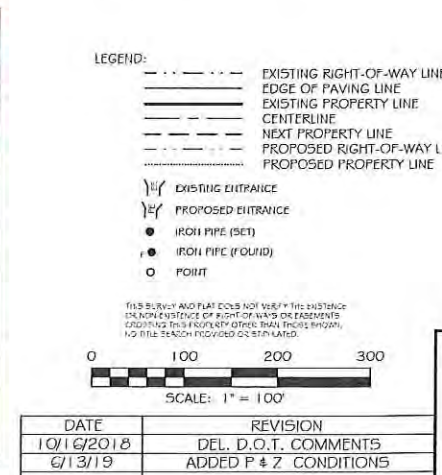 LEGEND:
EXISTING RIGHT-OF-WAY LINE
EDGE OF PAVING LINE
EXISTING PROPERTY LINE
CENTERLINE
NEXT PROPERTY LINE
PROPOSED RIGHT-OF-WAY L
PROPOSED PROPERTY LINE
EXISTING ENTRANCE
PROPOSED ENTRANCE
IRON PIPE (SET)
F IRON PIPE (FOUND)
POINT
THIS SURVEY AND PLAT DOES NOT VERIFY THE EXISTENCE
OR NON-EXISTENCE OF RIGHT-OF-WAYS OR EASEMENTS
CROSSING THIS PROPERTY OTHER THAN THOSE SHOWN,
NO TITLE SEARCH PROVIDED OR STIPULATED.
0 100 200 300
SCALE: 1" = 100'
DATE REVISION
10/16/2018 DEL. D.O.T. COMMENTS
6/13/19 ADDED P & Z CONDITIONS